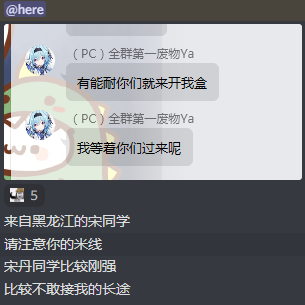 @here
（PC）全群第一废物Ya
有能耐你们就来开我盒
（PC）全群第一废物Ya
我等着你们过来呢
5
来自黑龙江的宋同学
请注意你的米线
宋丹同学比较刚强
比较不敢接我的长途